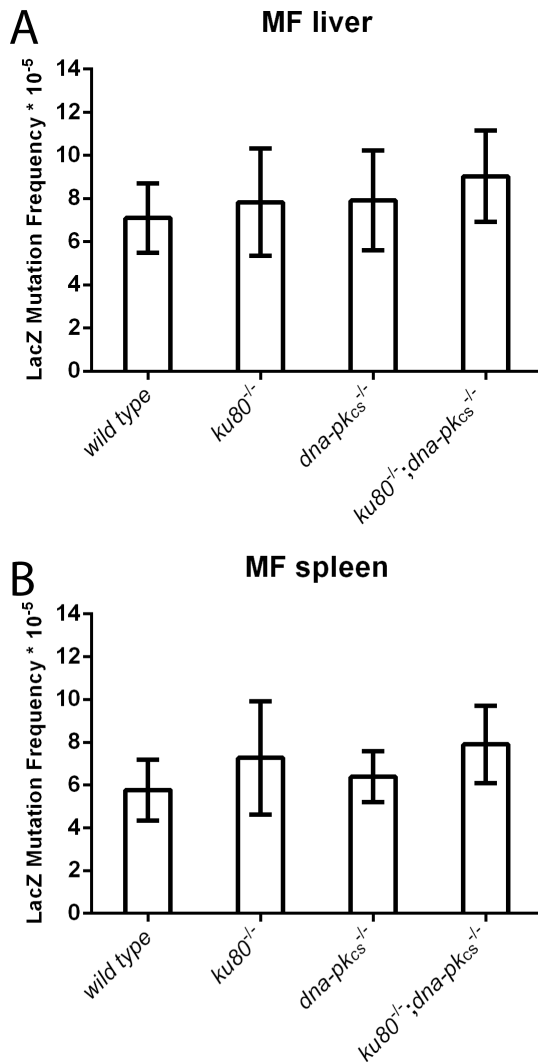 A
MF liver
LacZ Mutation Frequency * 10⁻⁵
14
12
10
8
6
4
2
0
wild type
ku80⁻/⁻
dna-pkcs⁻/⁻
ku80⁻/⁻;dna-pkcs⁻/⁻
B
MF spleen
LacZ Mutation Frequency * 10⁻⁵
14
12
10
8
6
4
2
0
wild type
ku80⁻/⁻
dna-pkcs⁻/⁻
ku80⁻/⁻;dna-pkcs⁻/⁻